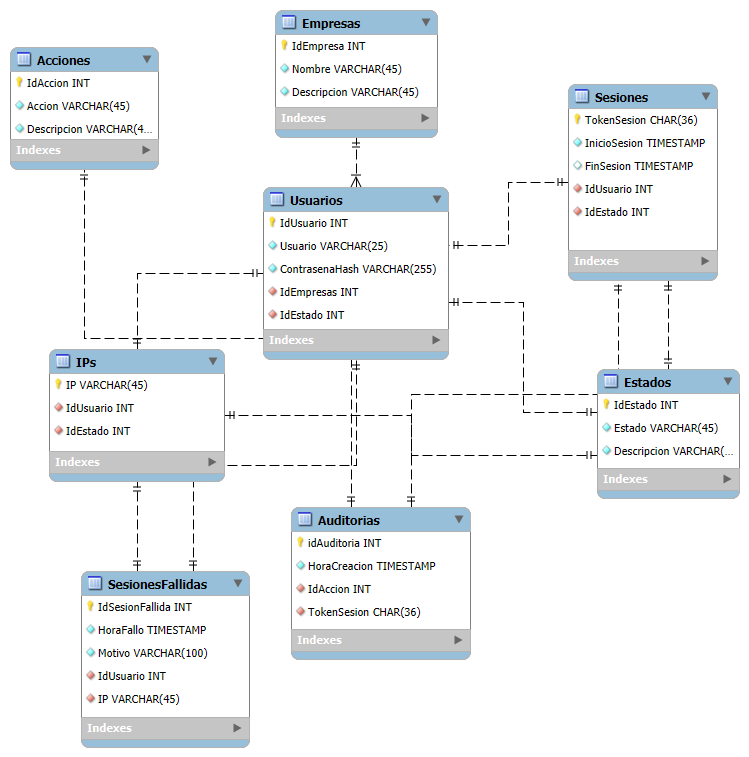 Empresas
IdEmpresa INT
Nombre VARCHAR(45)
Descripcion VARCHAR(45)
Indexes
Acciones
IdAccion INT
Accion VARCHAR(45)
Descripcion VARCHAR(4...
Indexes
Sesiones
TokenSesion CHAR(36)
InicioSesion TIMESTAMP
FinSesion TIMESTAMP
IdUsuario INT
IdEstado INT
Indexes
Usuarios
IdUsuario INT
Usuario VARCHAR(25)
ContrasenaHash VARCHAR(255)
IdEmpresas INT
IdEstado INT
Indexes
IPs
IP VARCHAR(45)
IdUsuario INT
IdEstado INT
Indexes
Estados
IdEstado INT
Estado VARCHAR(45)
Descripcion VARCHAR(...
Indexes
Auditorias
idAuditoria INT
HoraCreacion TIMESTAMP
IdAccion INT
TokenSesion CHAR(36)
Indexes
SesionesFallidas
IdSesionFallida INT
HoraFallo TIMESTAMP
Motivo VARCHAR(100)
IdUsuario INT
IP VARCHAR(45)
Indexes